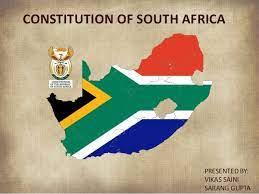 CONSTITUTION OF SOUTH AFRICA
PRESENTED BY:
VIKAS SAINI
SARANG GUPTA